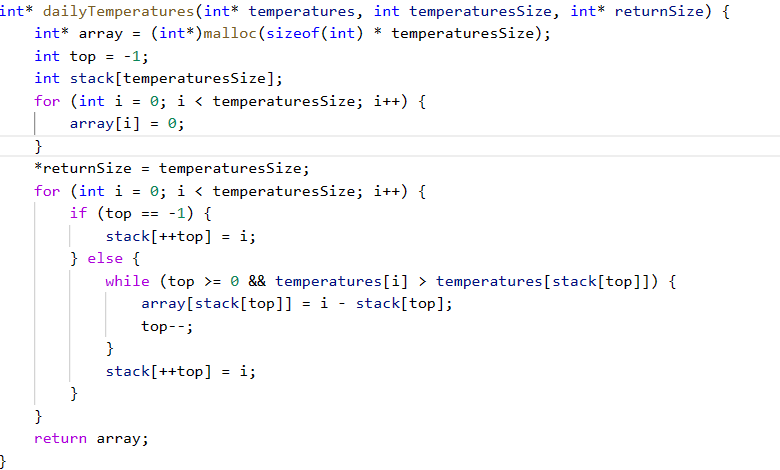 int* dailyTemperatures(int* temperatures, int temperaturesSize, int* returnSize) {
    int* array = (int*)malloc(sizeof(int) * temperaturesSize);
    int top = -1;
    int stack[temperaturesSize];
    for (int i = 0; i < temperaturesSize; i++) {
        array[i] = 0;
    }
    *returnSize = temperaturesSize;
    for (int i = 0; i < temperaturesSize; i++) {
        if (top == -1) {
            stack[++top] = i;
        } else {
            while (top >= 0 && temperatures[i] > temperatures[stack[top]]) {
                array[stack[top]] = i - stack[top];
                top--;
            }
            stack[++top] = i;
        }
    }
    return array;
}